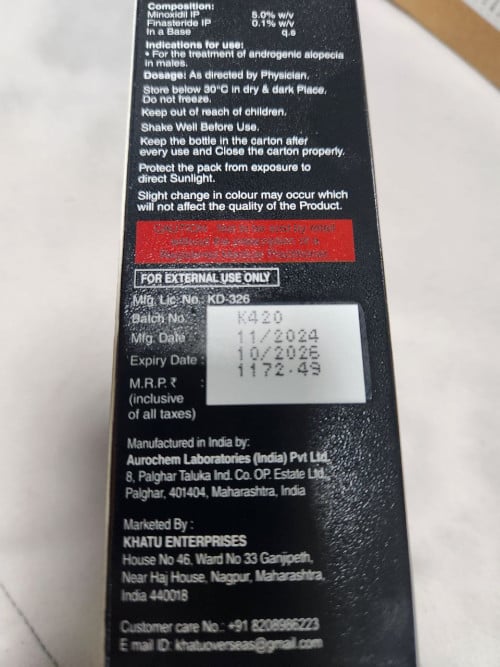 Composition:
Minoxidil IP 5.0% w/v
Finasteride IP 0.1% w/v
In a Base q.s
Indications for use:
• For the treatment of androgenic alopecia
in males.
Dosage: As directed by Physician.
Store below 30°C in dry & dark Place,
Do not freeze.
Keep out of reach of children.
Shake Well Before Use.
Keep the bottle in the carton after
every use and Close the carton properly.
Protect the pack from exposure to
direct Sunlight.
Slight change in colour may occur which
will not affect the quality of the Product.
FOR EXTERNAL USE ONLY
Mfg. Lic. No.: KD-326
Batch No. K420
Mfg. Date 11/2024
Expiry Date : 10/2026
M.R.P. ₹ : 1172.49
(inclusive
of all taxes)
Manufactured in India by:
Aurochem Laboratories (India) Pvt Ltd.
8, Palghar Taluka Ind. Co. OP. Estate Ltd.,
Palghar, 401404, Maharashtra, India
Marketed By :
KHATU ENTERPRISES
House No 46, Ward No 33 Ganjipeth,
Near Haj House, Nagpur, Maharashtra,
India 440018
Customer care No.: +91 8208986223
E mail ID: khatuoverseas@gmail.com